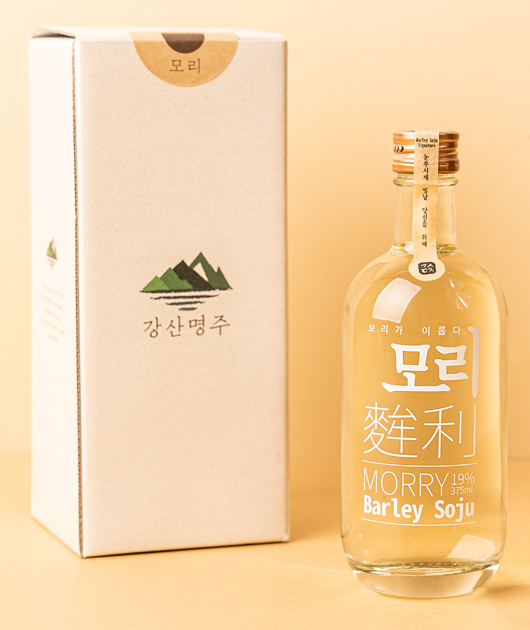 모리
강산명주
Barley Soju
Signature
눈부시게 빛날 당신을 위해
보리가 이롭다
모리
麰利
MORRY 19%
375ml
Barley Soju